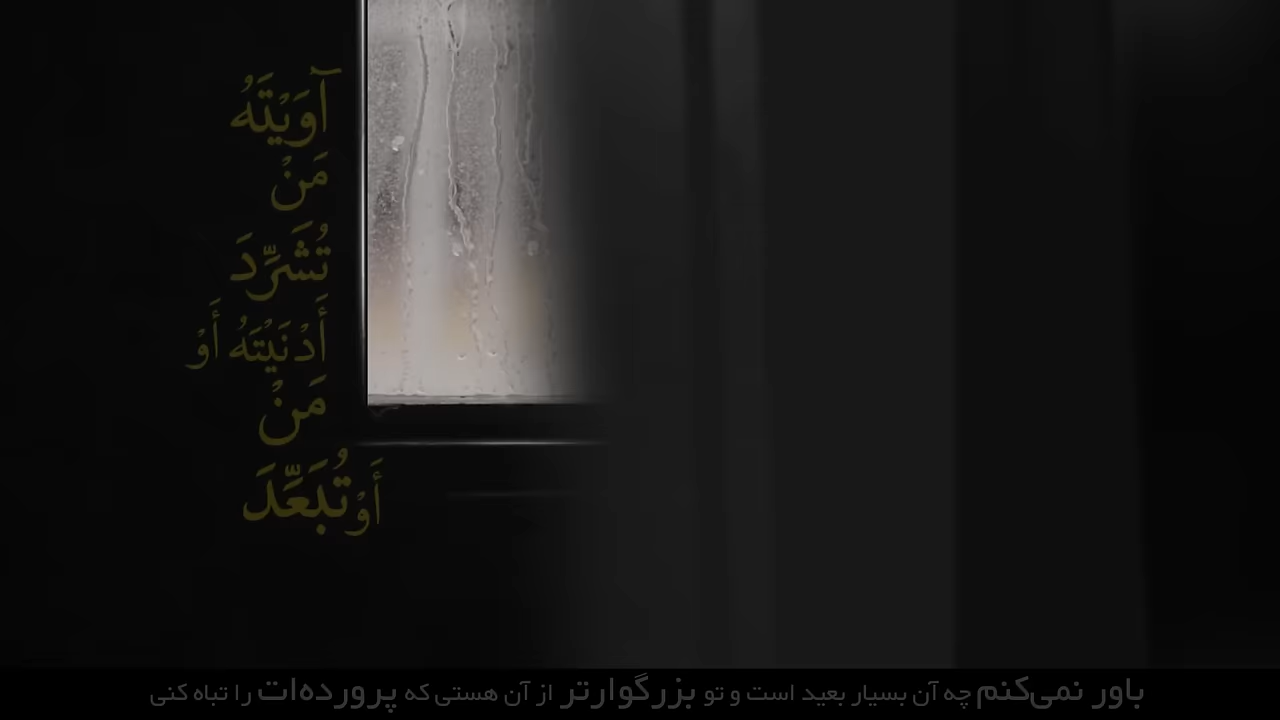 آوَيْتَهُ
مَنْ
تُشَرِّدَ
أَدْنَيْتَهُ أَوْ
مَنْ
أَوْ تُبَعِّدَ
باور نمی‌کنم چه آن بسیار بعید است و تو بزرگوارتر از آن هستی که پرورده‌ات را تباه کنی